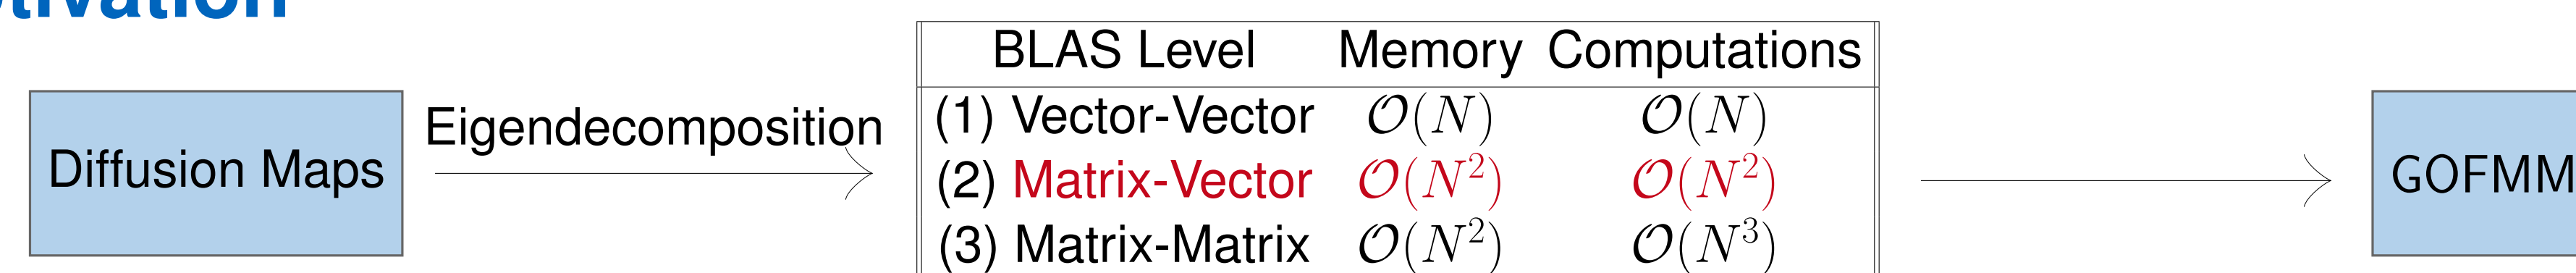 BLAS Level Memory Computations
Diffusion Maps
Eigendecomposition
(1) Vector-Vector 𝒪(N) 𝒪(N)
(2) Matrix-Vector 𝒪(N²) 𝒪(N²)
(3) Matrix-Matrix 𝒪(N²) 𝒪(N³)
GOFMM